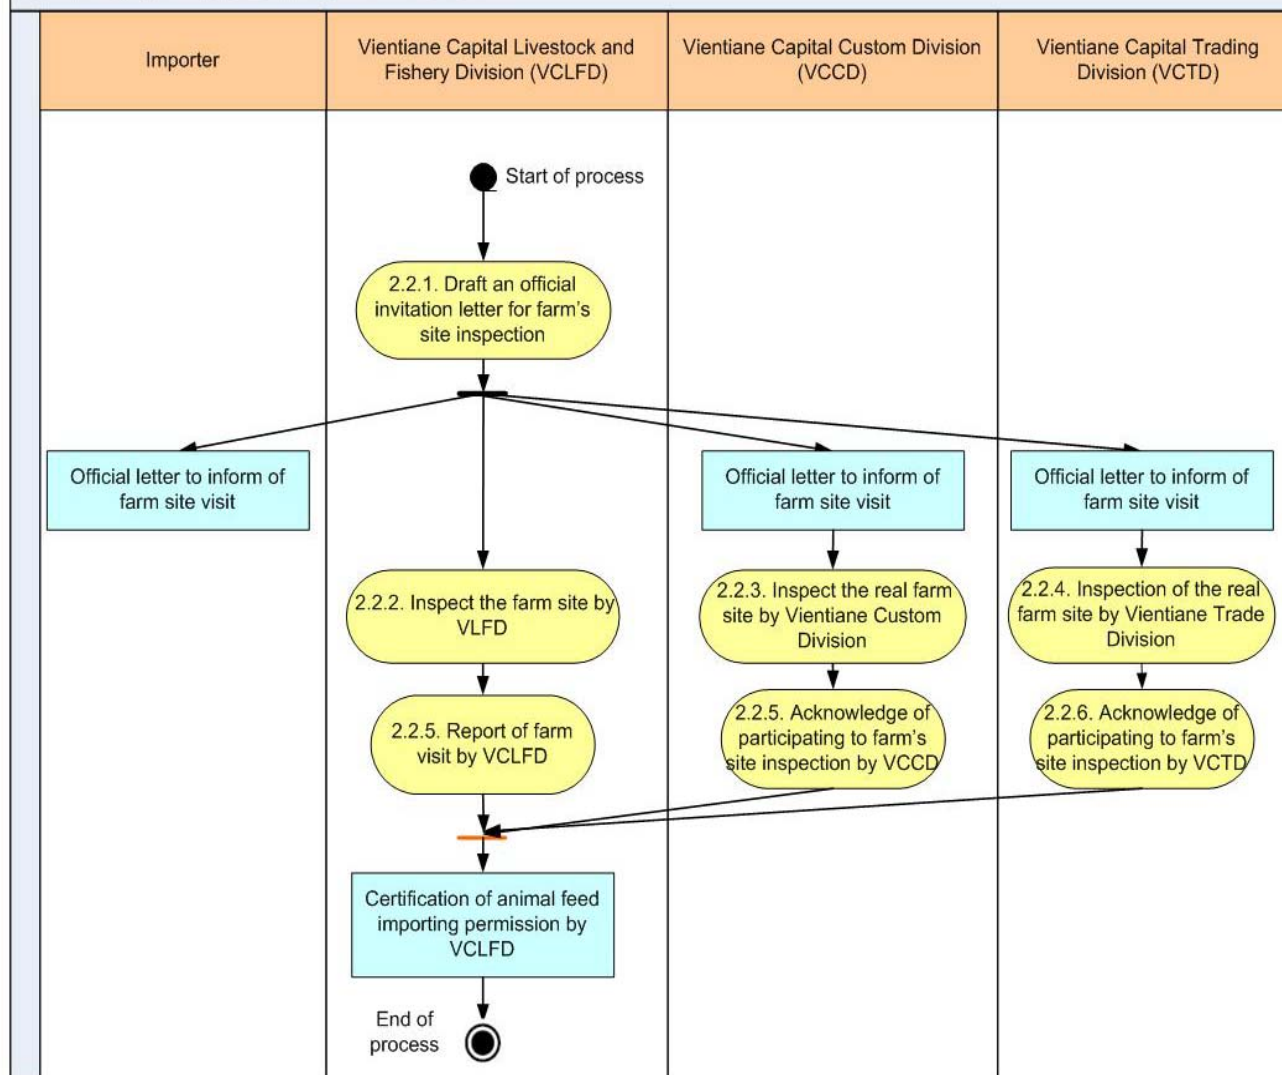 Importer
Vientiane Capital Livestock and
Fishery Division (VCLFD)
Vientiane Capital Custom Division
(VCCD)
Vientiane Capital Trading
Division (VCTD)
Start of process
2.2.1. Draft an official
invitation letter for farm's
site inspection
Official letter to inform of
farm site visit
Official letter to inform of
farm site visit
Official letter to inform of
farm site visit
2.2.2. Inspect the farm site by
VLFD
2.2.3. Inspect the real farm
site by Vientiane Custom
Division
2.2.4. Inspection of the real
farm site by Vientiane Trade
Division
2.2.5. Report of farm
visit by VCLFD
2.2.5. Acknowledge of
participating to farm's
site inspection by VCCD
2.2.6. Acknowledge of
participating to farm's
site inspection by VCTD
Certification of animal feed
importing permission by
VCLFD
End of
process